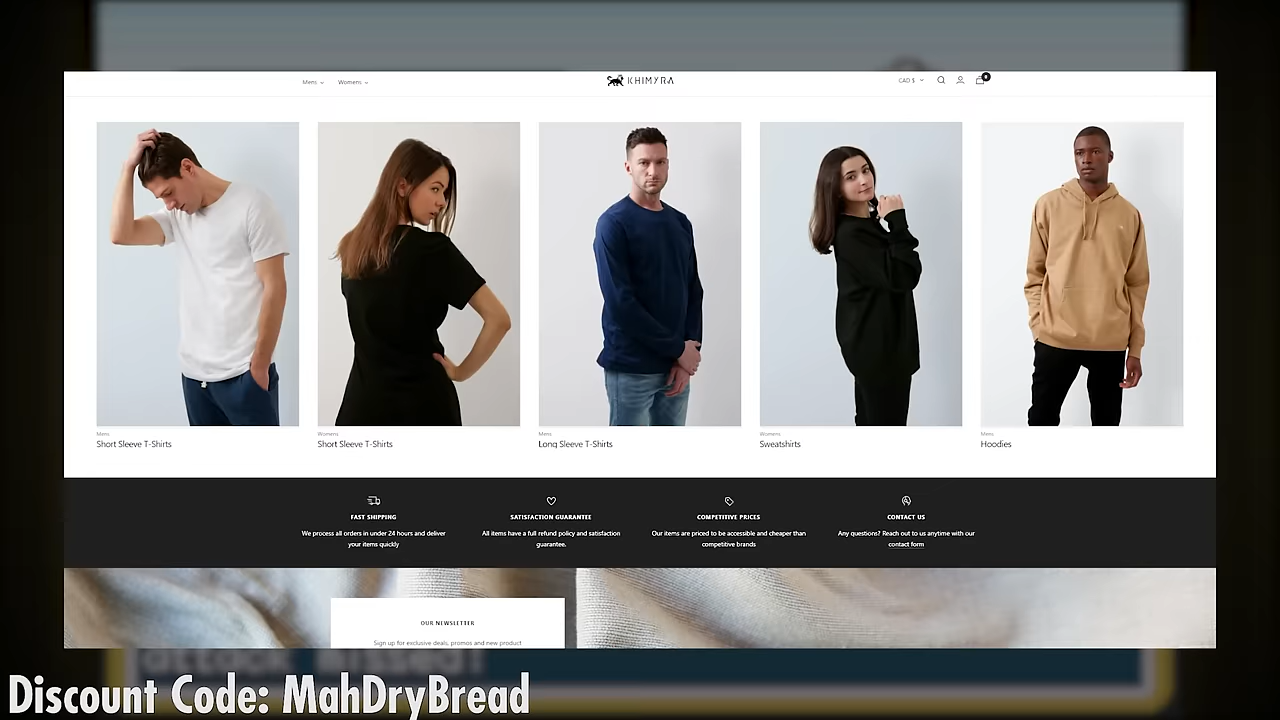 Mens Womens KHIMYRA CAD $ 0
Mens Womens Mens Womens Mens
Short Sleeve T-Shirts Short Sleeve T-Shirts Long Sleeve T-Shirts Sweatshirts Hoodies
FAST SHIPPING SATISFACTION GUARANTEE COMPETITIVE PRICES CONTACT US
We process all orders in under 24 hours and deliver All items have a full refund policy and satisfaction Our items are priced to be accessible and cheaper than Any questions? Reach out to us anytime with our
your items quickly guarantee. competitive brands contact form
OUR NEWSLETTER
Sign up for exclusive deals, promos and new product
Discount Code: MahDryBread